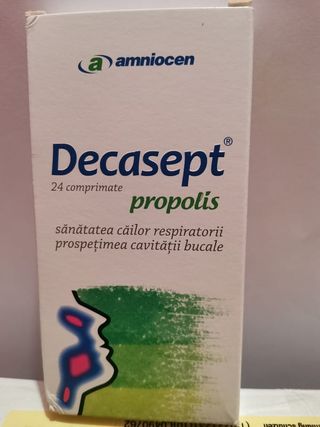 a amniocen
Decasept®
24 comprimate
propolis
sănătatea căilor respiratorii
prospețimea cavității bucale